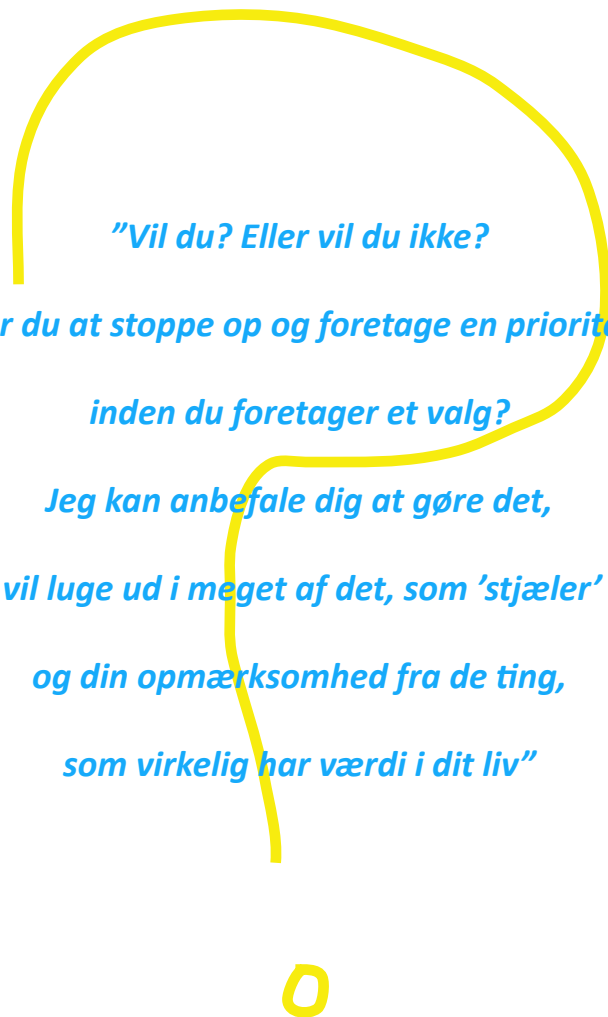 ”Vil du? Eller vil du ikke?
r du at stoppe op og foretage en priorit
inden du foretager et valg?
Jeg kan anbefale dig at gøre det,
vil luge ud i meget af det, som ’stjæler’
og din opmærksomhed fra de ting,
som virkelig har værdi i dit liv”